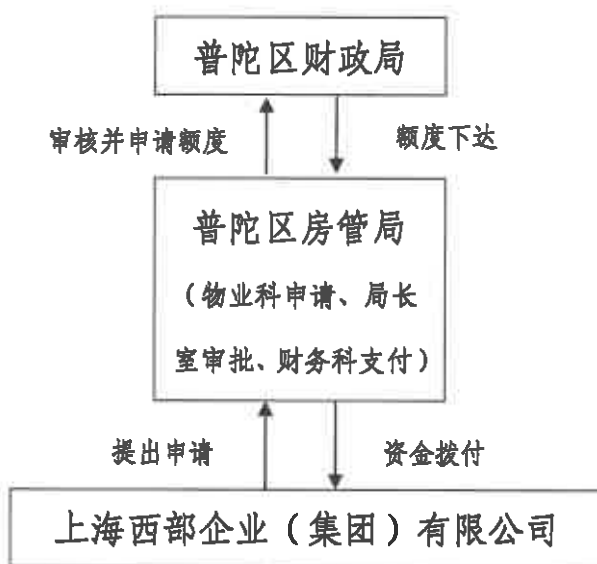 普陀区财政局
审核并申请额度
额度下达
普陀区房管局
（物业科申请、局长
室审批、财务科支付）
提出申请
资金拨付
上海西部企业（集团）有限公司